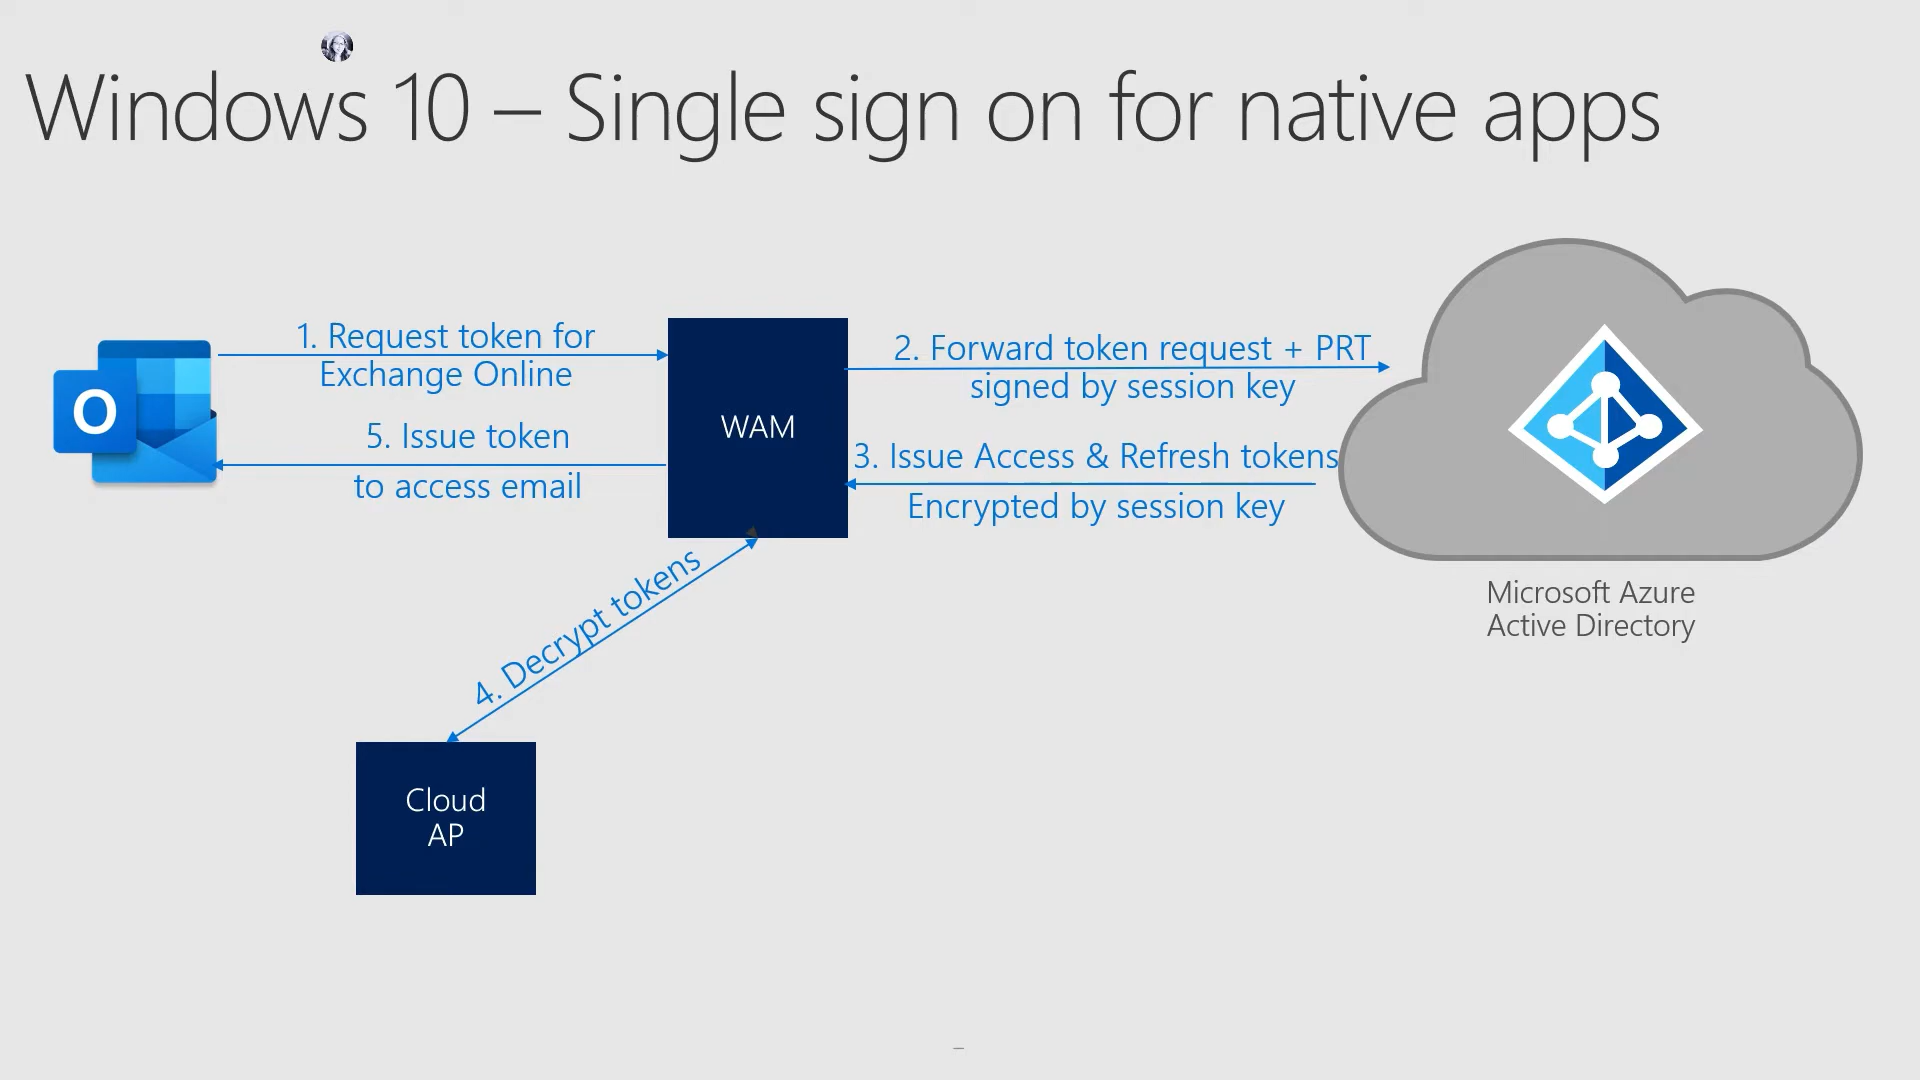 Windows 10 – Single sign on for native apps
1. Request token for
Exchange Online
5. Issue token
to access email
O
WAM
2. Forward token request + PRT
signed by session key
3. Issue Access & Refresh tokens
Encrypted by session key
4. Decrypt tokens
Microsoft Azure
Active Directory
Cloud
AP